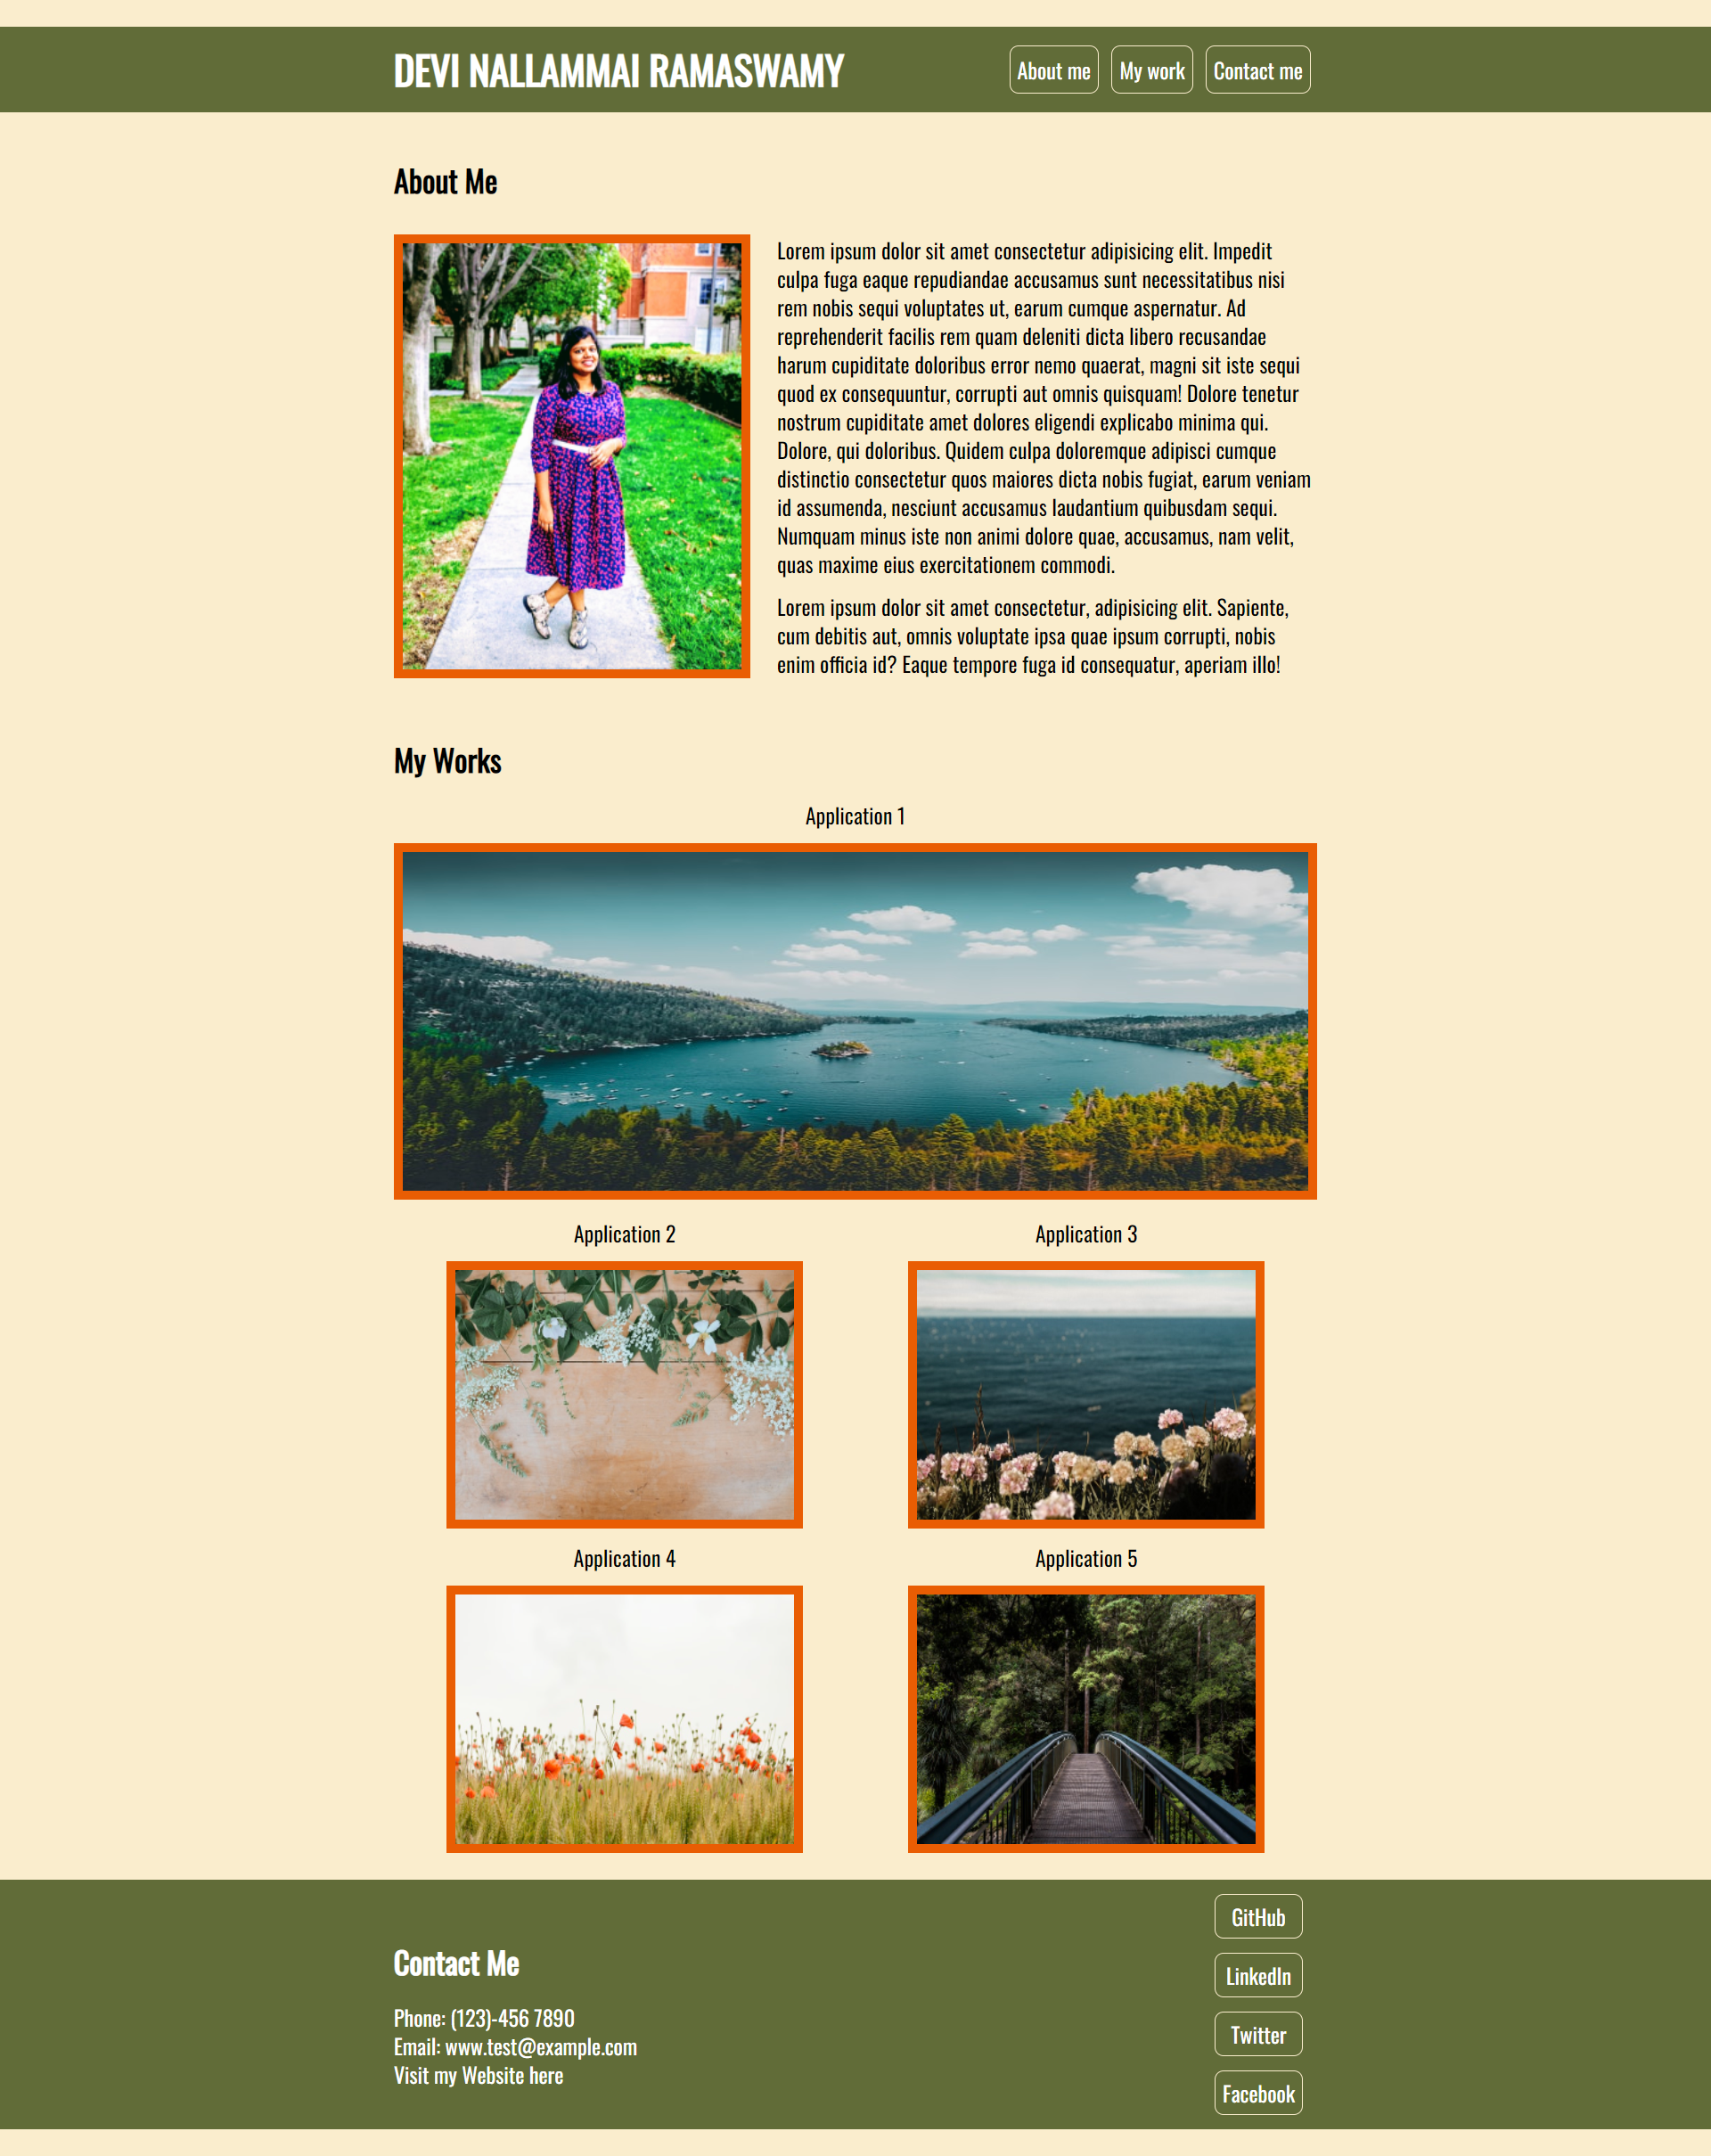 DEVI NALLAMMAI RAMASWAMY
About me
My work
Contact me
About Me
Lorem ipsum dolor sit amet consectetur adipisicing elit. Impedit
culpa fuga eaque repudiandae accusamus sunt necessitatibus nisi
rem nobis sequi voluptates ut, earum cumque aspernatur. Ad
reprehenderit facilis rem quam deleniti dicta libero recusandae
harum cupiditate doloribus error nemo quaerat, magni sit iste sequi
quod ex consequuntur, corrupti aut omnis quisquam! Dolore tenetur
nostrum cupiditate amet dolores eligendi explicabo minima qui.
Dolore, qui doloribus. Quidem culpa doloremque adipisci cumque
distinctio consectetur quos maiores dicta nobis fugiat, earum veniam
id assumenda, nesciunt accusamus laudantium quibusdam sequi.
Numquam minus iste non animi dolore quae, accusamus, nam velit,
quas maxime eius exercitationem commodi.
Lorem ipsum dolor sit amet consectetur, adipisicing elit. Sapiente,
cum debitis aut, omnis voluptate ipsa quae ipsum corrupti, nobis
enim officia id? Eaque tempore fuga id consequatur, aperiam illo!
My Works
Application 1
Application 2
Application 3
Application 4
Application 5
Contact Me
Phone: (123)-456 7890
Email: www.test@example.com
Visit my Website here
GitHub
LinkedIn
Twitter
Facebook